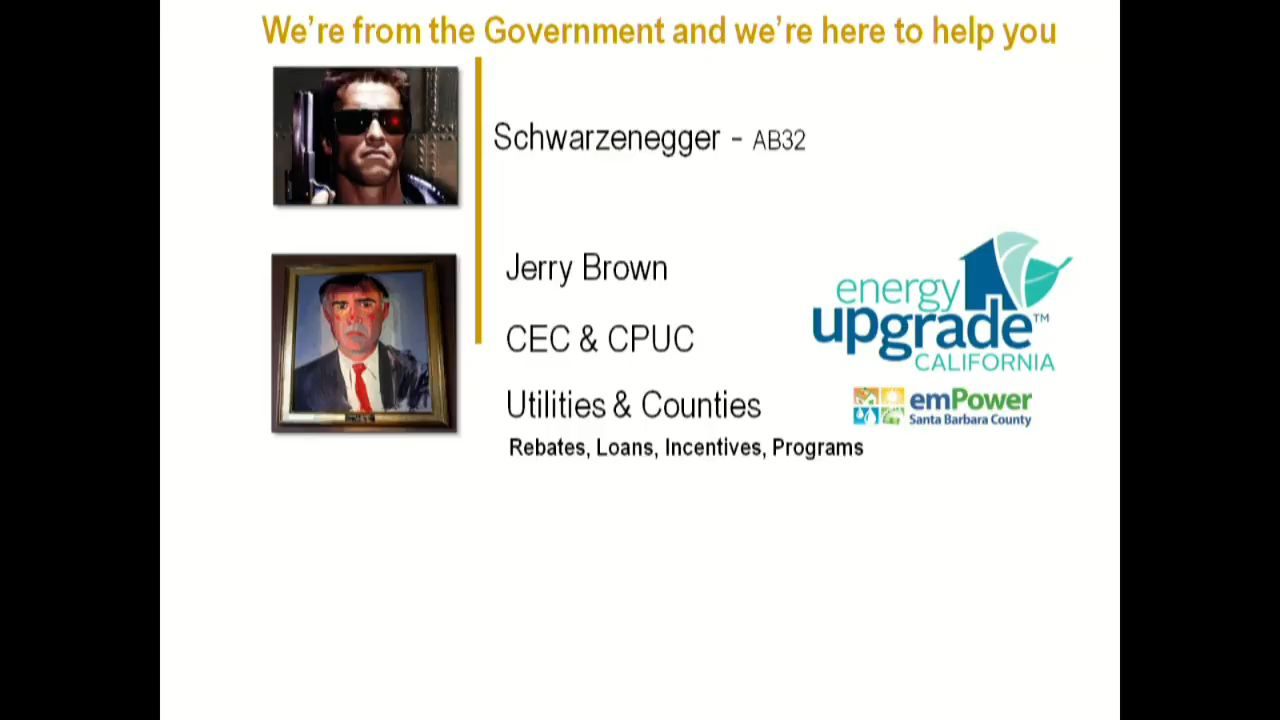 We're from the Government and we're here to help you
Schwarzenegger - AB32
Jerry Brown
CEC & CPUC
Utilities & Counties
Rebates, Loans, Incentives, Programs
energy
upgrade™
CALIFORNIA
emPower
Santa Barbara County